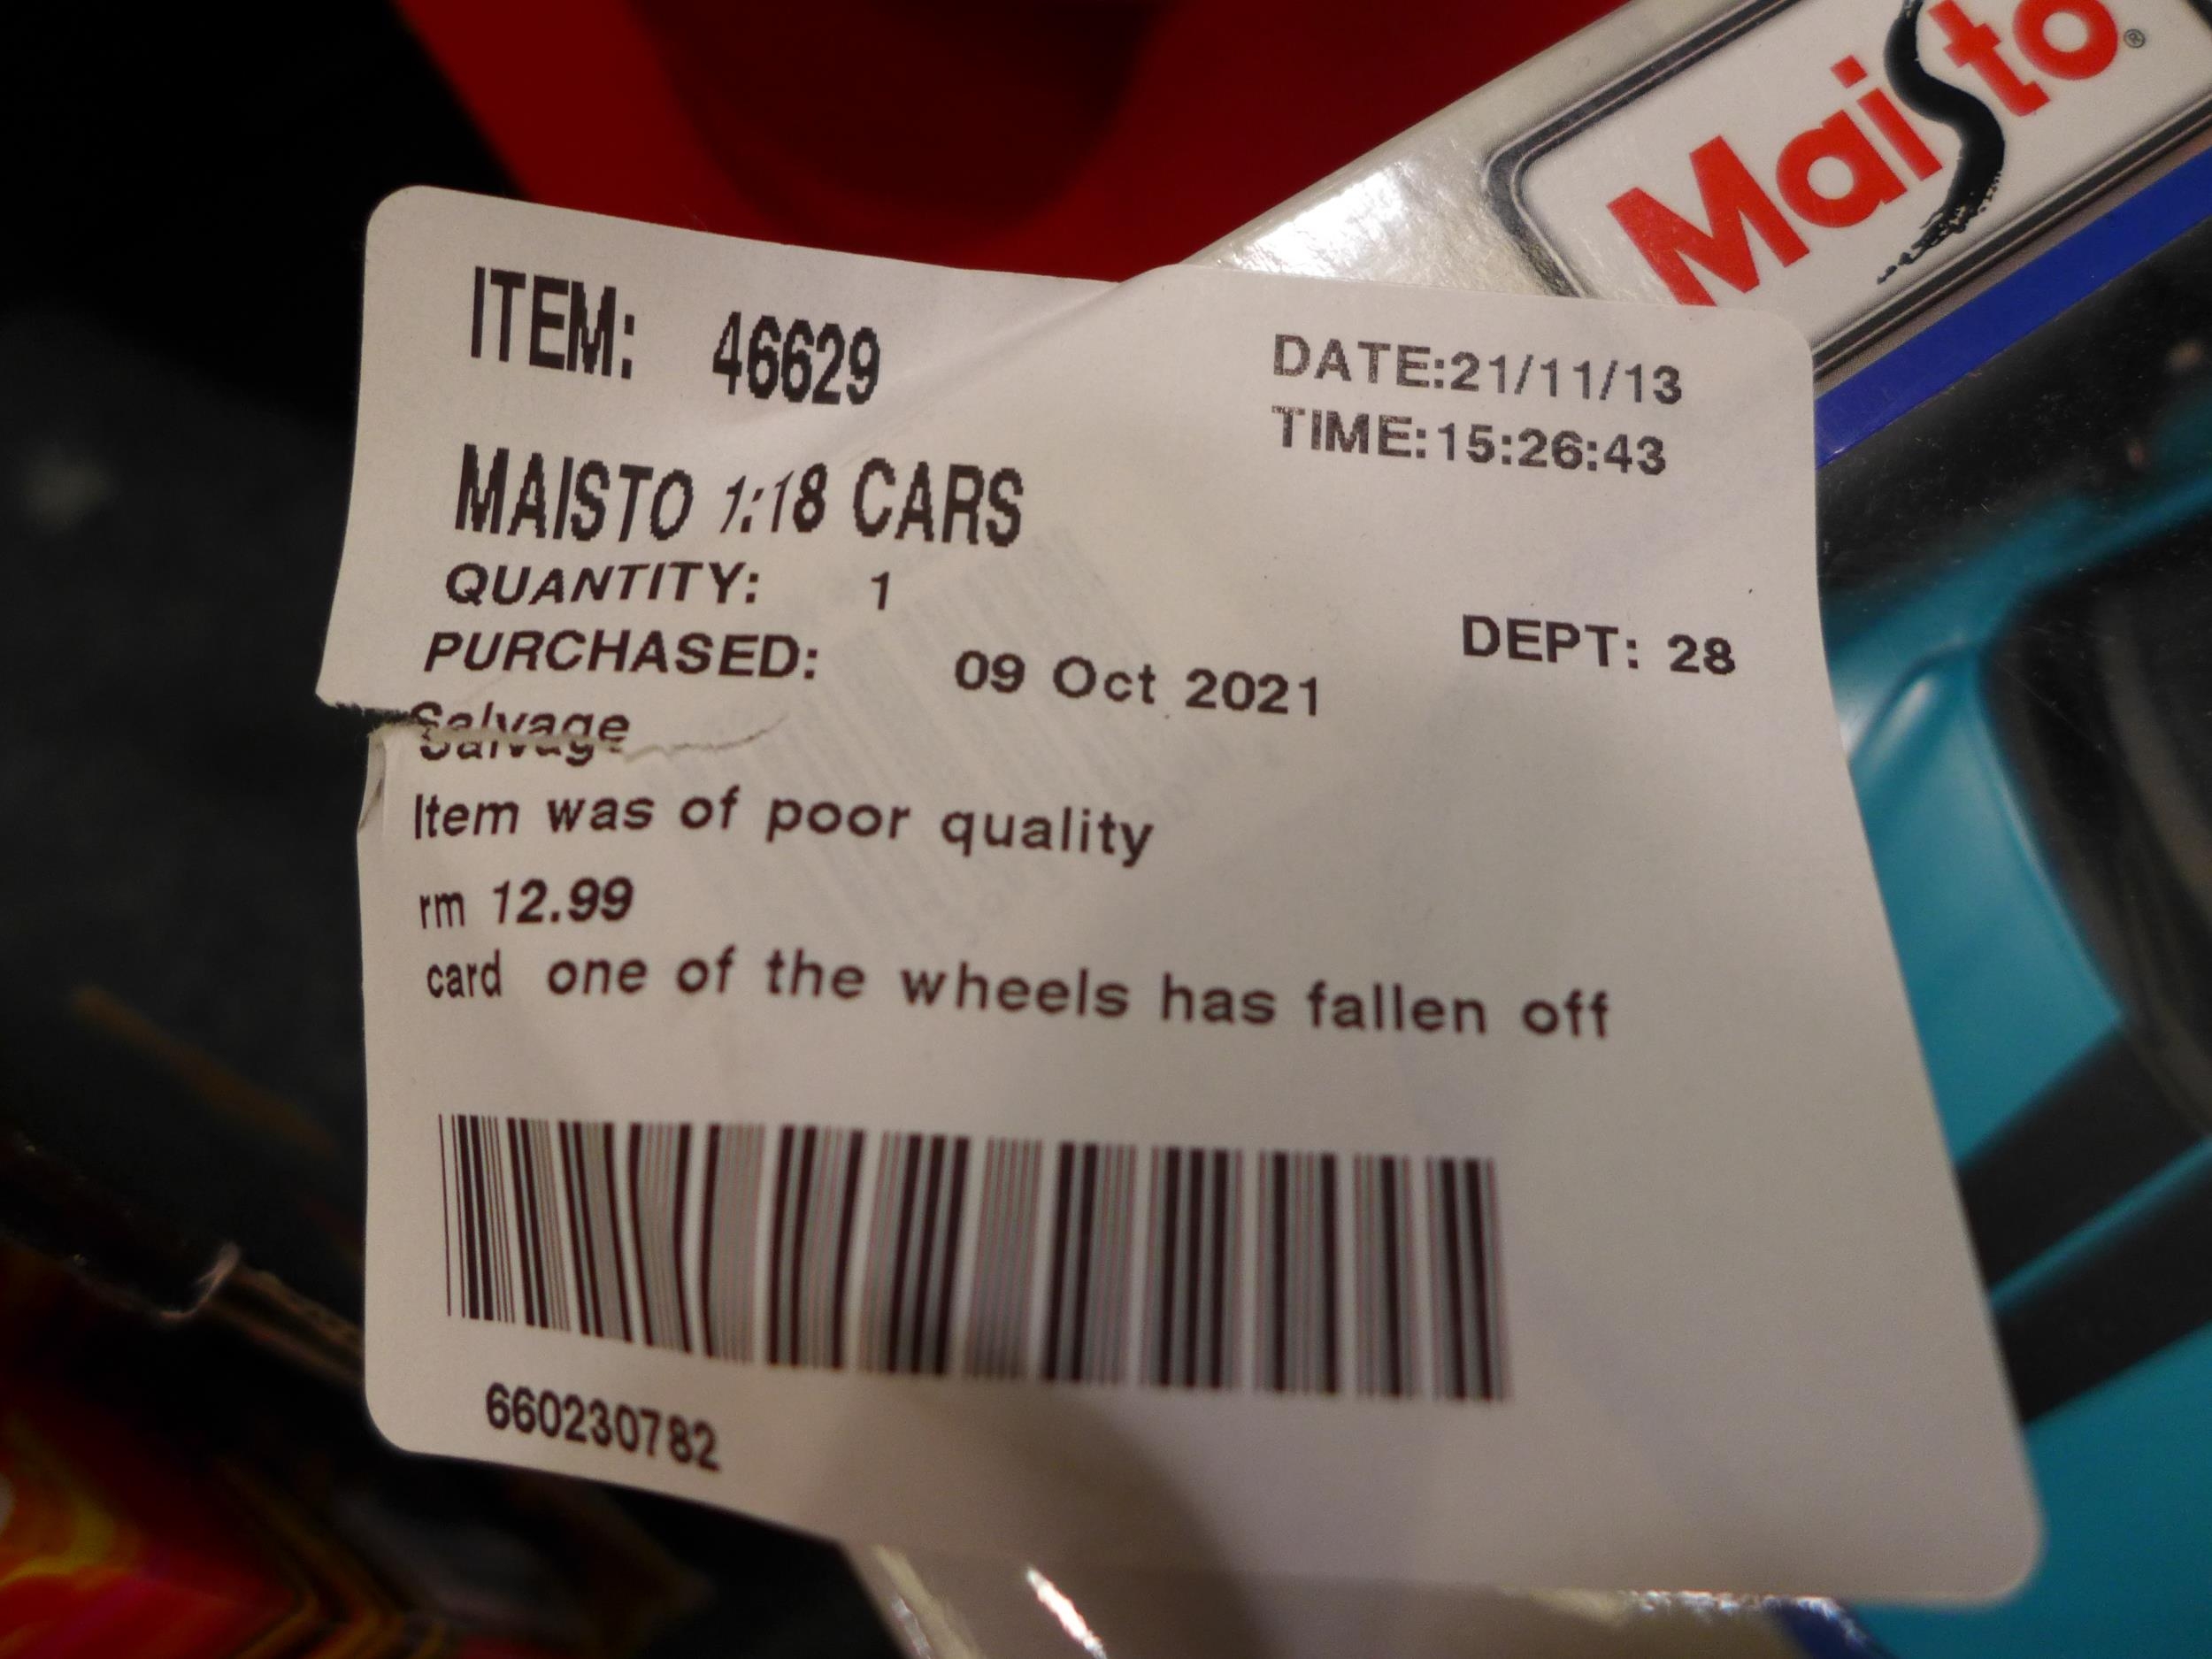 Maisto®
ITEM: 46629
DATE:21/11/13
TIME:15:26:43
MAISTO 1:18 CARS
QUANTITY: 1
DEPT: 28
PURCHASED: 09 Oct 2021
Salvage
Item was of poor quality
rm 12.99
card one of the wheels has fallen off
660230782